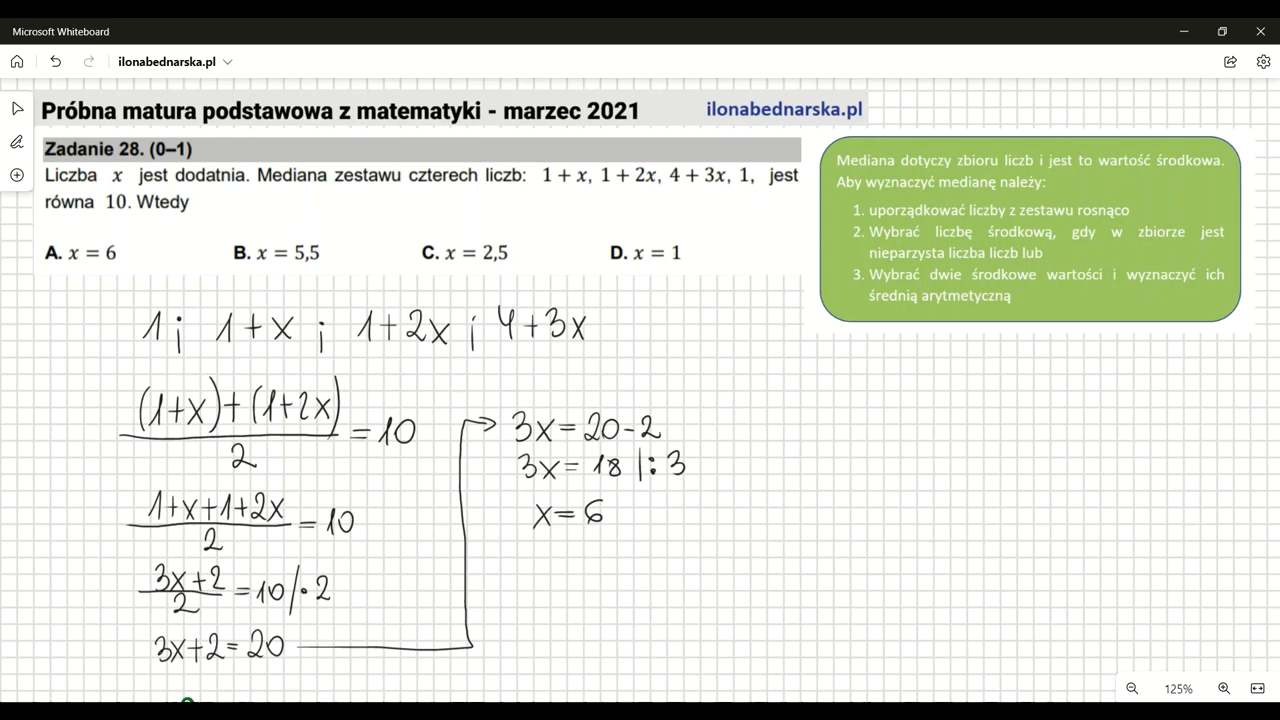 Microsoft Whiteboard
ilonabednarska.pl
Próbna matura podstawowa z matematyki - marzec 2021
ilonabednarska.pl
Zadanie 28. (0–1)
Liczba x jest dodatnia. Mediana zestawu czterech liczb: 1 + x, 1 + 2x, 4 + 3x, 1, jest
równa 10. Wtedy
A. x = 6 B. x = 5,5 C. x = 2,5 D. x = 1
Mediana dotyczy zbioru liczb i jest to wartość środkowa.
Aby wyznaczyć medianę należy:
1. uporządkować liczby z zestawu rosnąco
2. Wybrać liczbę środkową, gdy w zbiorze jest
nieparzysta liczba liczb lub
3. Wybrać dwie środkowe wartości i wyznaczyć ich
średnią arytmetyczną
1 ; 1+x ; 1+2x ; 4+3x
(1+x)+(1+2x)
= 10
2
1+x+1+2x
= 10
2
3x+2
= 10 /·2
2
3x+2=20
3x=20-2
3x=18 |:3
x=6
125%